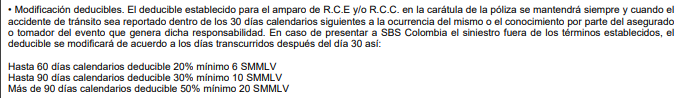 • Modificación deducibles. El deducible establecido para el amparo de R.C.E y/o R.C.C. en la carátula de la póliza se mantendrá siempre y cuando el
accidente de tránsito sea reportado dentro de los 30 días calendarios siguientes a la ocurrencia del mismo o el conocimiento por parte del asegurado
o tomador del evento que genera dicha responsabilidad. En caso de presentar a SBS Colombia el siniestro fuera de los términos establecidos, el
deducible se modificará de acuerdo a los días transcurridos después del día 30 así:
Hasta 60 días calendarios deducible 20% mínimo 6 SMMLV
Hasta 90 días calendarios deducible 30% mínimo 10 SMMLV
Más de 90 días calendarios deducible 50% mínimo 20 SMMLV